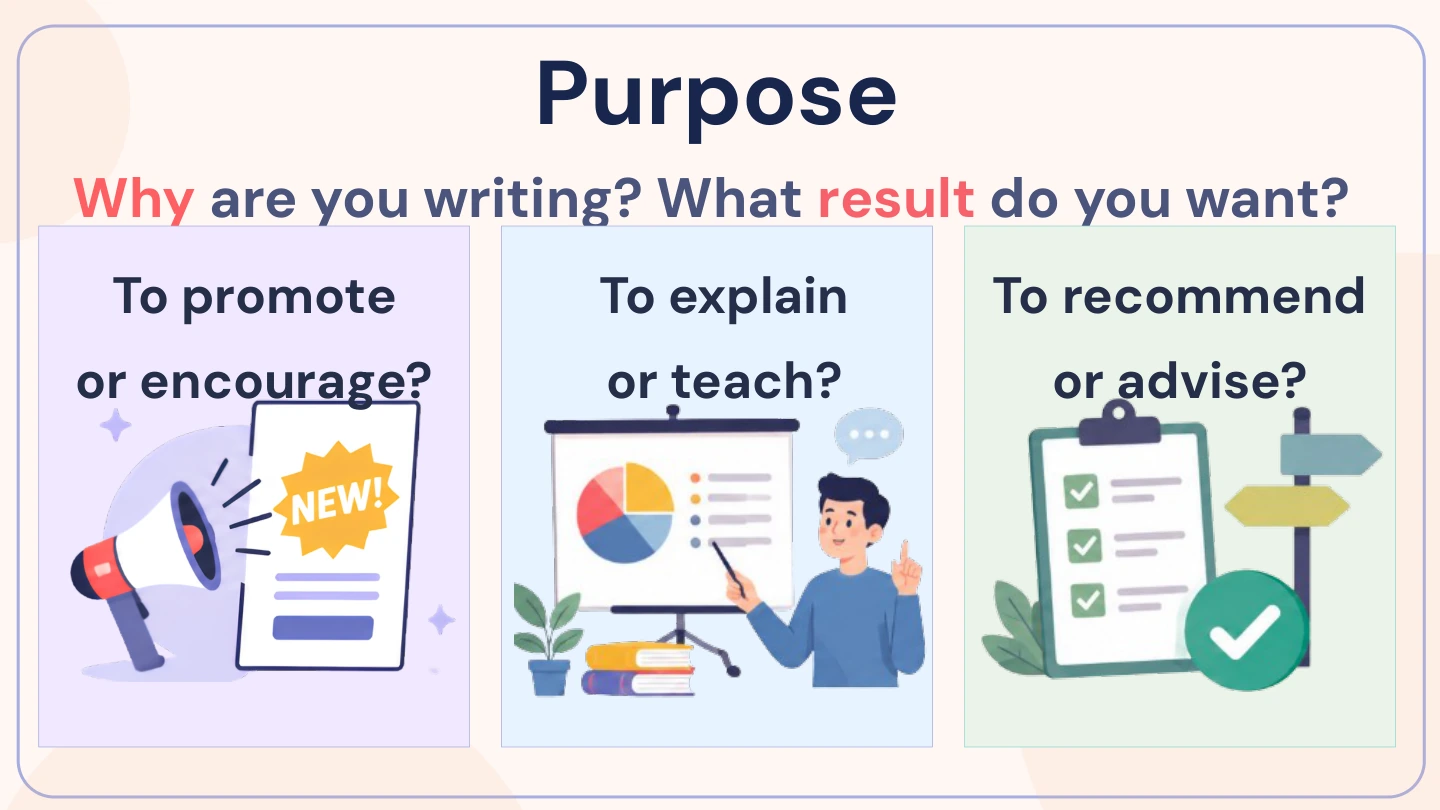 Purpose
Why are you writing? What result do you want?
To promote
or encourage?
To explain
or teach?
To recommend
or advise?
NEW!